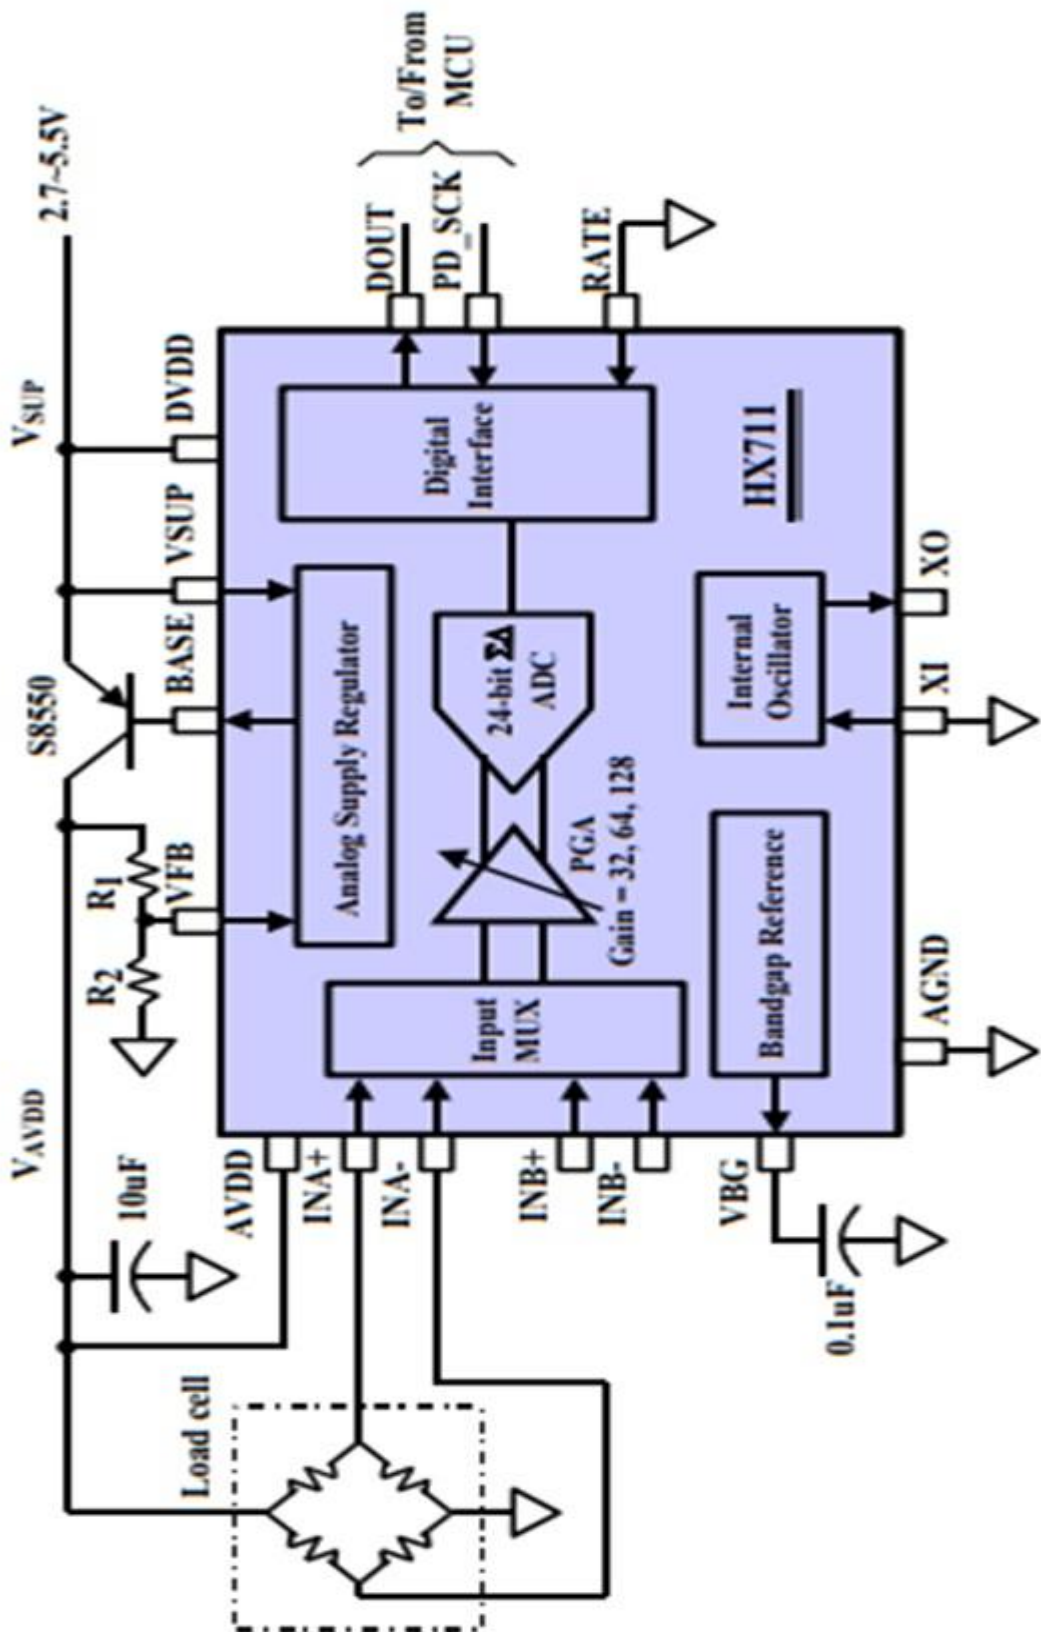 V_SUP
2.7~5.5V
S8550
V_AVDD
10uF
R1
R2
VFB
BASE
VSUP
DVDD
Load cell
AVDD
INA+
INA-
INB+
INB-
VBG
0.1uF
Analog Supply Regulator
Input
MUX
PGA
Gain = 32, 64, 128
24-bit ΣΔ
ADC
Digital
Interface
DOUT
PD_SCK
RATE
To/From
MCU
Bandgap Reference
Internal
Oscillator
HX711
AGND
XI
XO